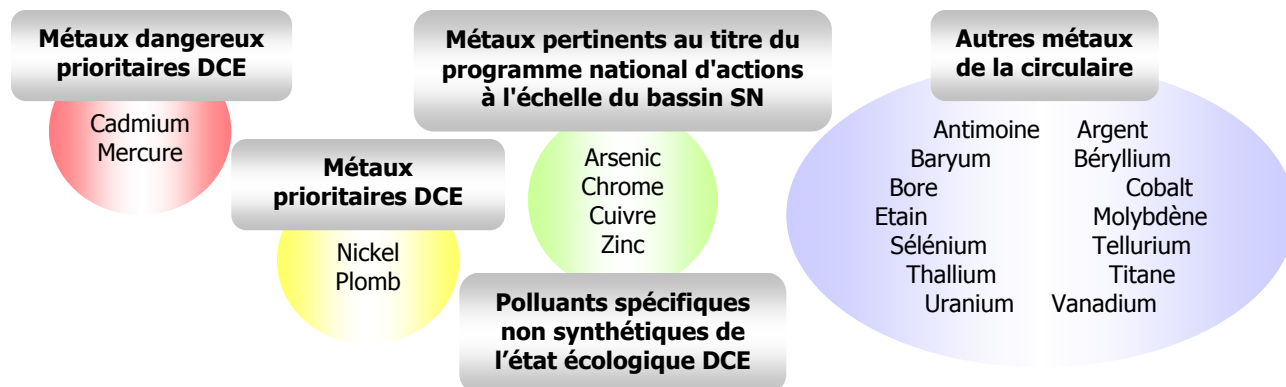 Métaux dangereux
prioritaires DCE
Cadmium
Mercure
Métaux
prioritaires DCE
Nickel
Plomb
Métaux pertinents au titre du
programme national d'actions
à l'échelle du bassin SN
Arsenic
Chrome
Cuivre
Zinc
Polluants spécifiques
non synthétiques de
l’état écologique DCE
Autres métaux
de la circulaire
Antimoine Argent
Baryum Béryllium
Bore Cobalt
Etain Molybdène
Sélénium Tellurium
Thallium Titane
Uranium Vanadium